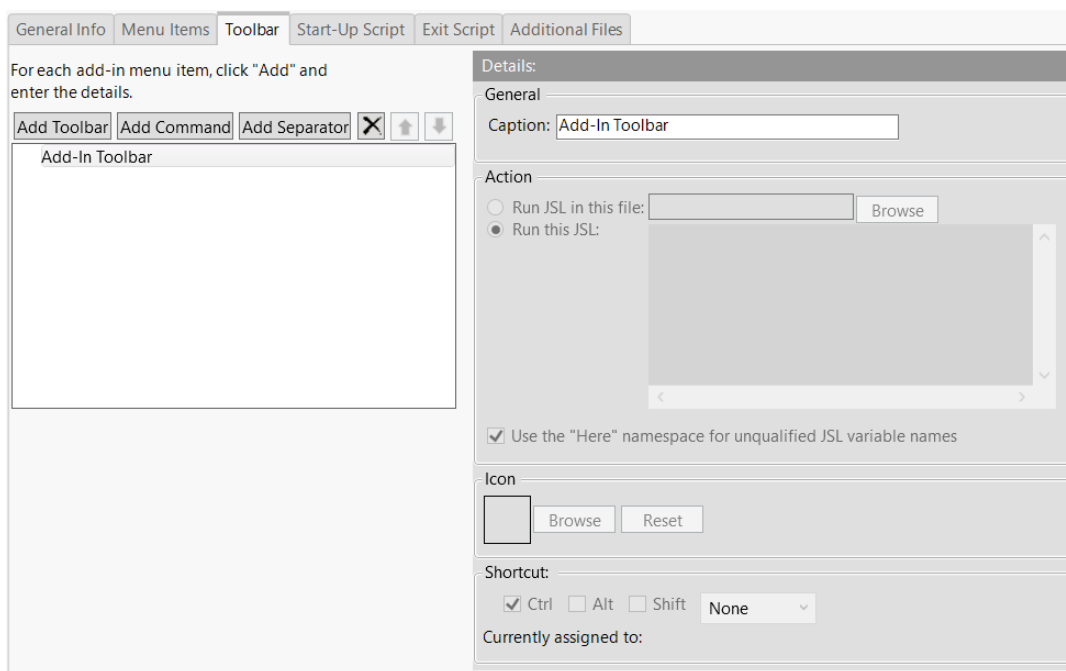 General Info Menu Items Toolbar Start-Up Script Exit Script Additional Files
For each add-in menu item, click "Add" and
enter the details.
Add Toolbar Add Command Add Separator
Add-In Toolbar
Details:
General
Caption: Add-In Toolbar
Action
Run JSL in this file: Browse
Run this JSL:
Use the "Here" namespace for unqualified JSL variable names
Icon
Browse Reset
Shortcut:
Ctrl Alt Shift None
Currently assigned to: